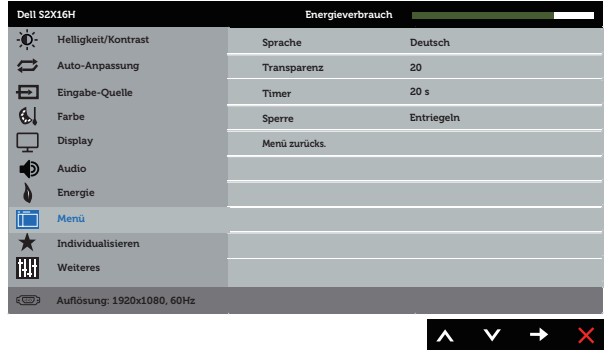 Dell S2X16H Energieverbrauch
Helligkeit/Kontrast
Auto-Anpassung
Eingabe-Quelle
Farbe
Display
Audio
Energie
Menü
Individualisieren
Weiteres
Sprache Deutsch
Transparenz 20
Timer 20 s
Sperre Entriegeln
Menü zurücks.
Auflösung: 1920x1080, 60Hz